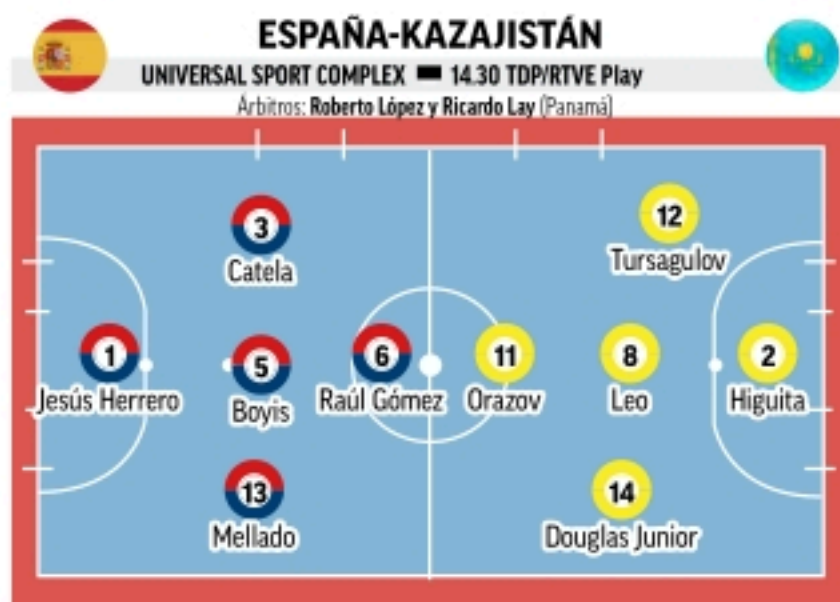 ESPAÑA-KAZAJISTÁN
UNIVERSAL SPORT COMPLEX 14.30 TDP/RTVE Play
Árbitros: Roberto López y Ricardo Lay (Panamá)
3
Catela
12
Tursagulov
1
Jesús Herrero
5
Boyis
6
Raúl Gómez
11
Orazov
8
Leo
2
Higuita
13
Mellado
14
Douglas Junior